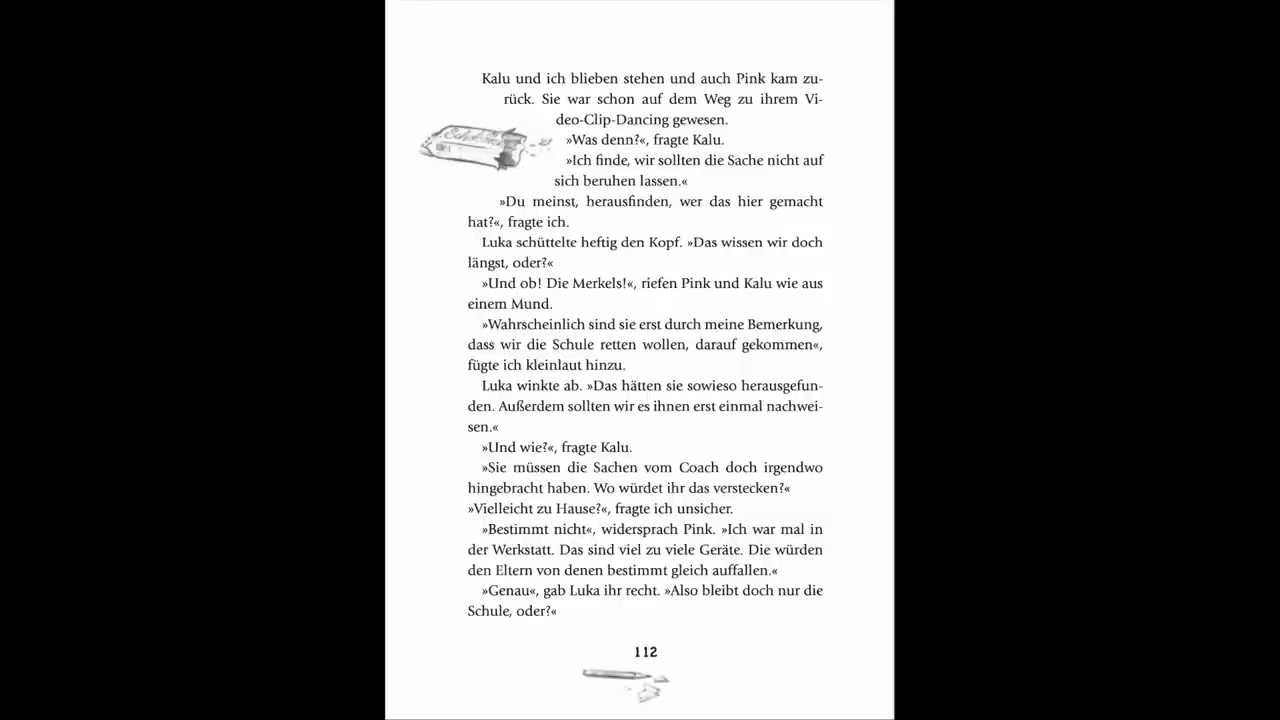 Kalu und ich blieben stehen und auch Pink kam zu-
rück. Sie war schon auf dem Weg zu ihrem Vi-
deo-Clip-Dancing gewesen.
»Was denn?«, fragte Kalu.
»Ich finde, wir sollten die Sache nicht auf
sich beruhen lassen.«
»Du meinst, herausfinden, wer das hier gemacht
hat?«, fragte ich.
Luka schüttelte heftig den Kopf. »Das wissen wir doch
längst, oder?«
»Und ob! Die Merkels!«, riefen Pink und Kalu wie aus
einem Mund.
»Wahrscheinlich sind sie erst durch meine Bemerkung,
dass wir die Schule retten wollen, darauf gekommen«,
fügte ich kleinlaut hinzu.
Luka winkte ab. »Das hätten sie sowieso herausgefun-
den. Außerdem sollten wir es ihnen erst einmal nachwei-
sen.«
»Und wie?«, fragte Kalu.
»Sie müssen die Sachen vom Coach doch irgendwo
hingebracht haben. Wo würdet ihr das verstecken?«
»Vielleicht zu Hause?«, fragte ich unsicher.
»Bestimmt nicht«, widersprach Pink. »Ich war mal in
der Werkstatt. Das sind viel zu viele Geräte. Die würden
den Eltern von denen bestimmt gleich auffallen.«
»Genau«, gab Luka ihr recht. »Also bleibt doch nur die
Schule, oder?«
112